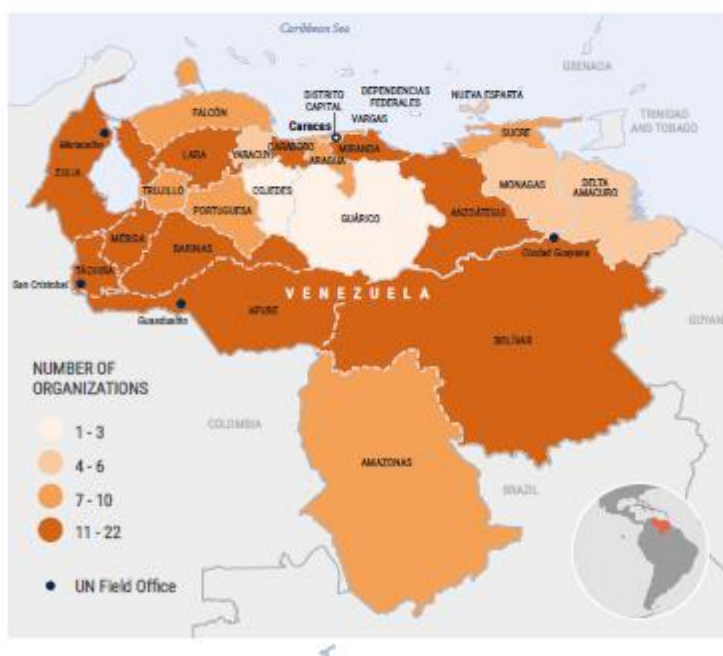 Caribbean Sea
GRENADA
DISTRITO
CAPITAL
DEPENDENCIAS
FEDERALES
NUEVA ESPARTA
VARGAS
Caracas
TRINIDAD
AND TOBAGO
FALCÓN
Maracaibo
LARA
YARACUY
CARABOBO
ARAGUA
MIRANDA
SUCRE
ZULIA
TRUJILLO
COJEDES
PORTUGUESA
GUÁRICO
ANZOÁTEGUI
MONAGAS
DELTA
AMACURO
MÉRIDA
BARINAS
Ciudad Guayana
TÁCHIRA
San Cristobal
VENEZUELA
Guasdualito
APURE
BOLÍVAR
GUYAN
NUMBER OF
ORGANIZATIONS
1 - 3
4 - 6
7 - 10
11 - 22
UN Field Office
COLOMBIA
AMAZONAS
BRAZIL